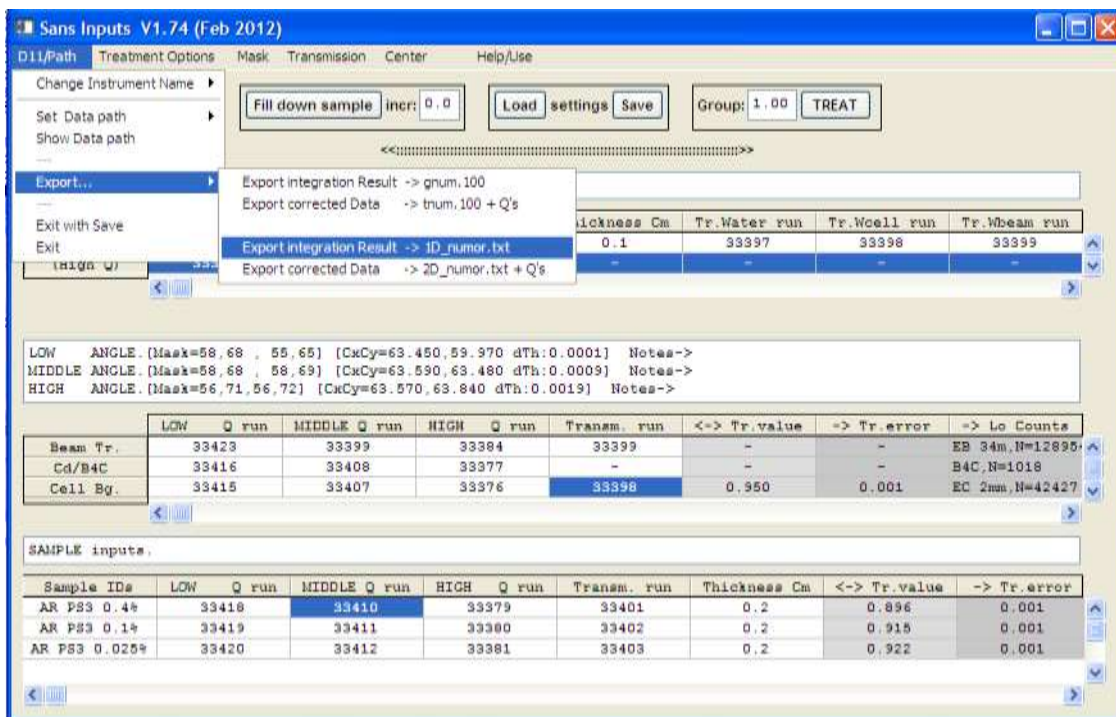 Sans Inputs V1.74 (Feb 2012)
D11/Path Treatment Options Mask Transmission Center Help/Use
Change Instrument Name
Set Data path
Show Data path
Export...
Exit with Save
Exit
Fill down sample incr: 0.0 Load settings Save Group: 1.00 TREAT
Export integration Result -> gnum.100
Export corrected Data -> tnum.100 + Q's
Export integration Result -> 1D_numor.txt
Export corrected Data -> 2D_numor.txt + Q's
ickness Cm Tr.Water run Tr.Wcell run Tr.Wbeam run
0.1 33397 33398 33399
(High Q) - - - -
LOW ANGLE.[Mask=58,68 , 55,65] [CxCy=63.450,59.970 dTh:0.0001] Notes->
MIDDLE ANGLE.[Mask=58,68 , 58,69] [CxCy=63.590,63.480 dTh:0.0009] Notes->
HIGH ANGLE.[Mask=56,71,56,72] [CxCy=63.570,63.840 dTh:0.0019] Notes->
LOW Q run MIDDLE Q run HIGH Q run Transm. run <-> Tr.value -> Tr.error -> Lo Counts
Beam Tr. 33423 33399 33384 33399 - - EB 34m,N=12895
Cd/B4C 33416 33408 33377 - - - B4C,N=1018
Cell Bg. 33415 33407 33376 33398 0.950 0.001 EC 2mm,N=42427
SAMPLE inputs.
Sample IDs LOW Q run MIDDLE Q run HIGH Q run Transm. run Thickness Cm <-> Tr.value -> Tr.error
AR PS3 0.4% 33418 33410 33379 33401 0.2 0.896 0.001
AR PS3 0.1% 33419 33411 33380 33402 0.2 0.915 0.001
AR PS3 0.025% 33420 33412 33381 33403 0.2 0.922 0.001